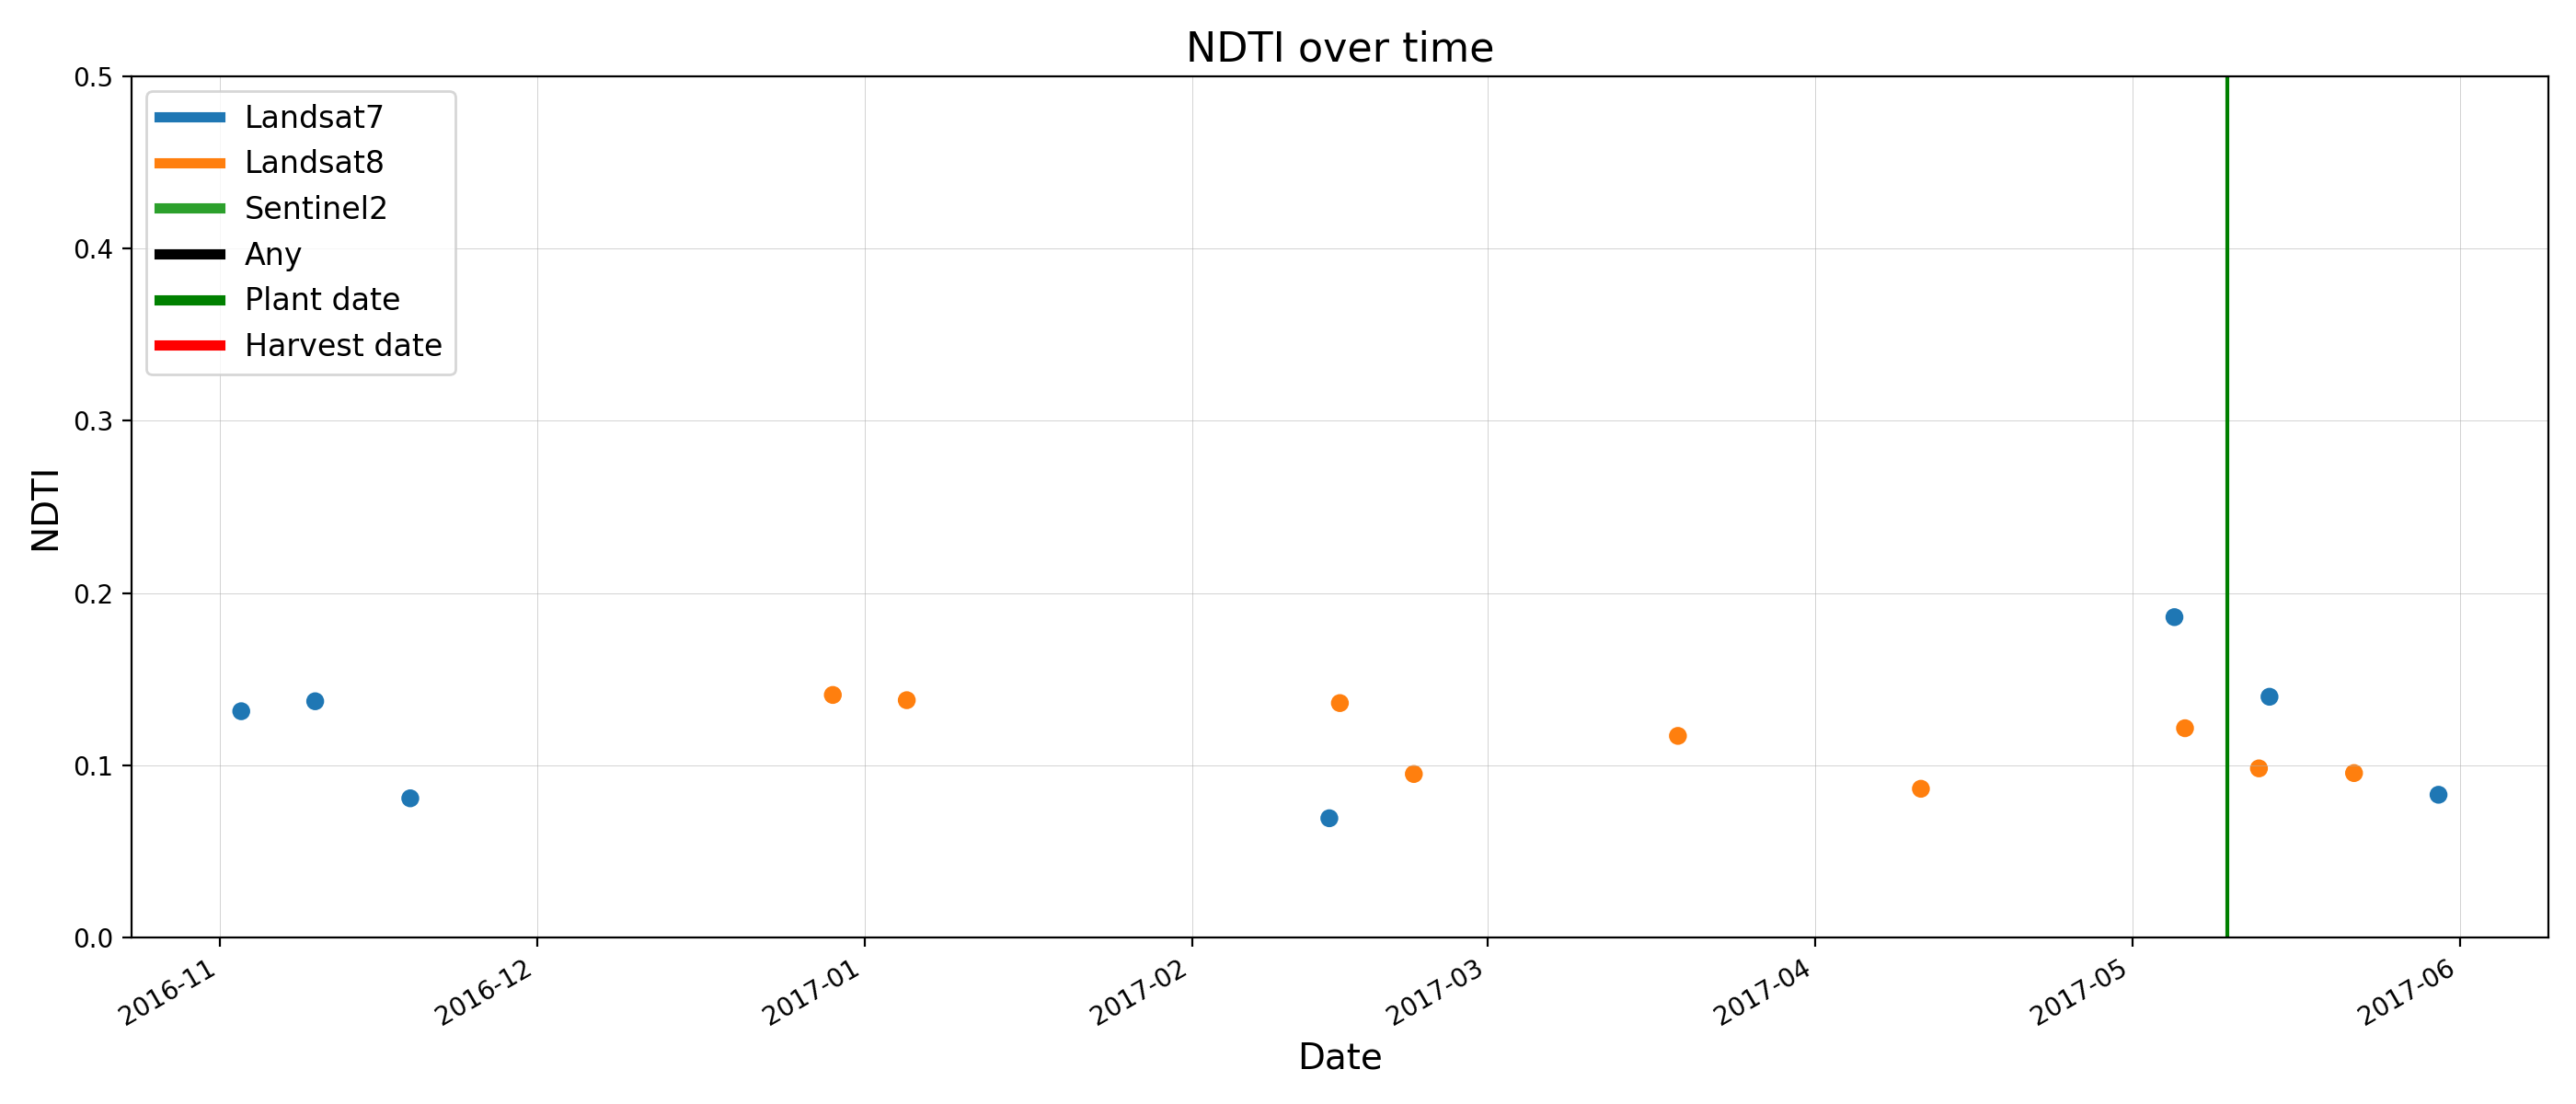 NDTI over time
0.5
0.4
0.3
0.2
0.1
0.0
NDTI
Landsat7
Landsat8
Sentinel2
Any
Plant date
Harvest date
2016-11
2016-12
2017-01
2017-02
2017-03
2017-04
2017-05
2017-06
Date